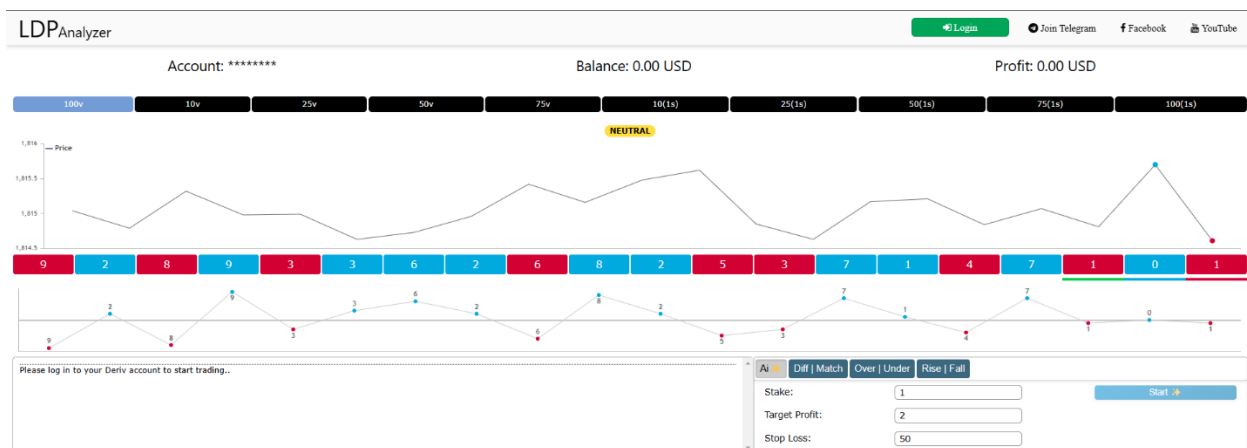 LDPAnalyzer Login Join Telegram Facebook YouTube
Account: ******** Balance: 0.00 USD Profit: 0.00 USD
100v 10v 25v 50v 75v 10(1s) 25(1s) 50(1s) 75(1s) 100(1s)
NEUTRAL
1,816
Price
1,815.5
1,815
1,814.5
9 2 8 9 3 3 6 2 6 8 2 5 3 7 1 4 7 1 0 1
9 2 8 9 3 3 6 2 6 8 2 5 3 7 1 4 7 1 0 1
Please log in to your Deriv account to start trading..
Ai Diff | Match Over | Under Rise | Fall
Stake: 1 Start
Target Profit: 2
Stop Loss: 50